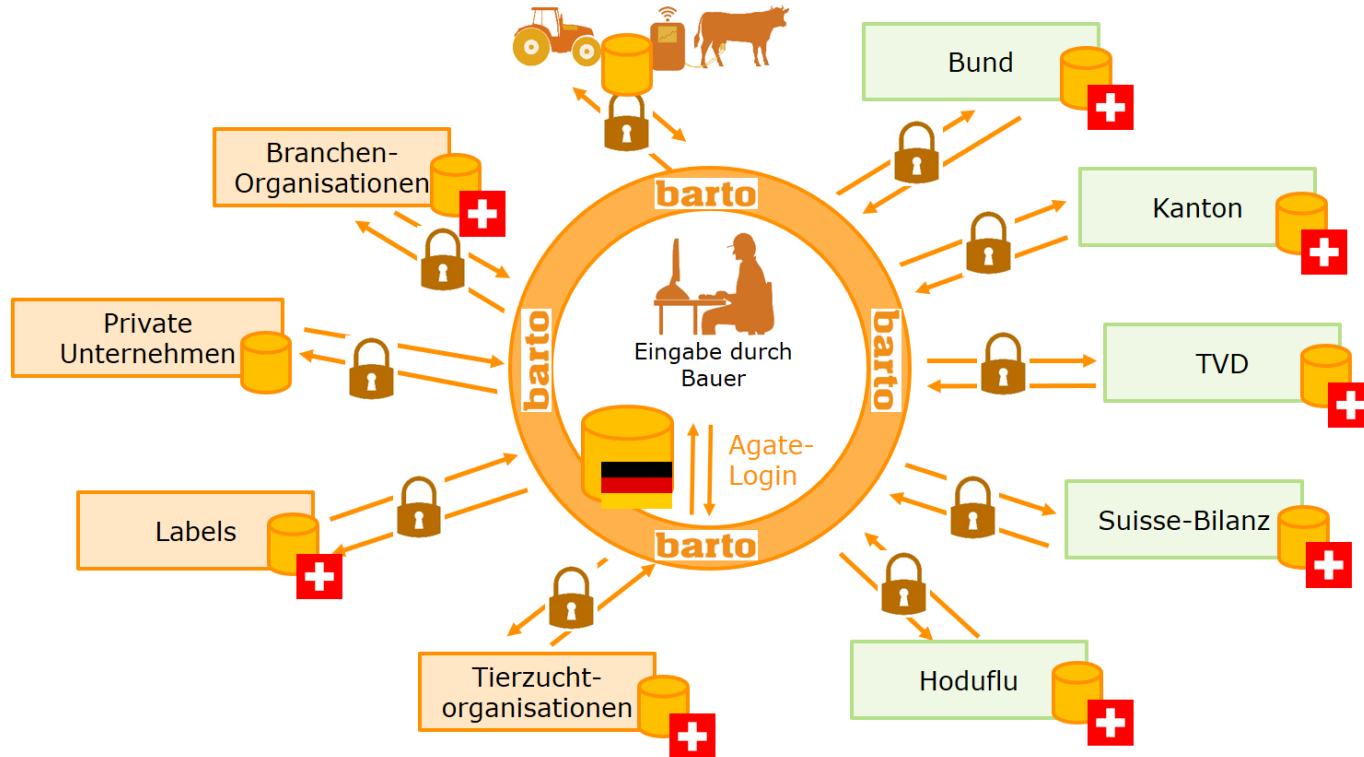 Bund
Branchen-
Organisationen
barto
Kanton
Private
Unternehmen
barto
Eingabe durch
Bauer
barto
TVD
Agate-
Login
Labels
Suisse-Bilanz
barto
Tierzucht-
organisationen
Hoduflu